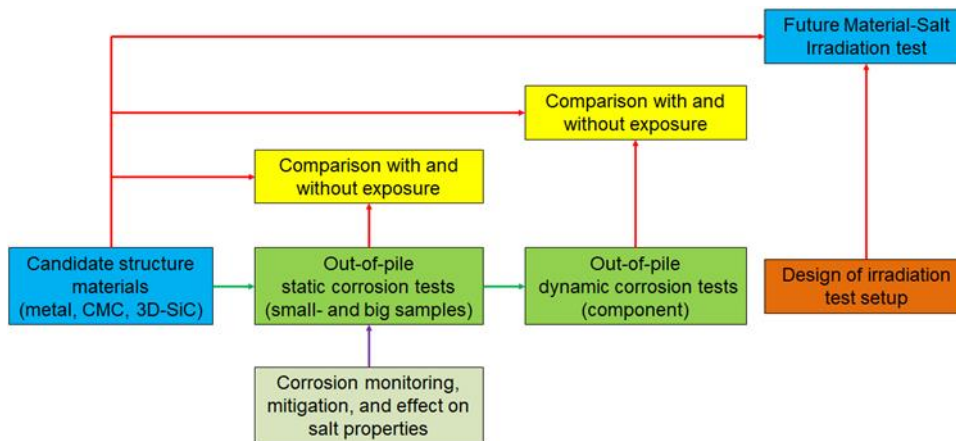 Future Material-Salt
Irradiation test
Comparison with and
without exposure
Comparison with and
without exposure
Candidate structure
materials
(metal, CMC, 3D-SiC)
Out-of-pile
static corrosion tests
(small- and big samples)
Out-of-pile
dynamic corrosion tests
(component)
Design of irradiation
test setup
Corrosion monitoring,
mitigation, and effect on
salt properties